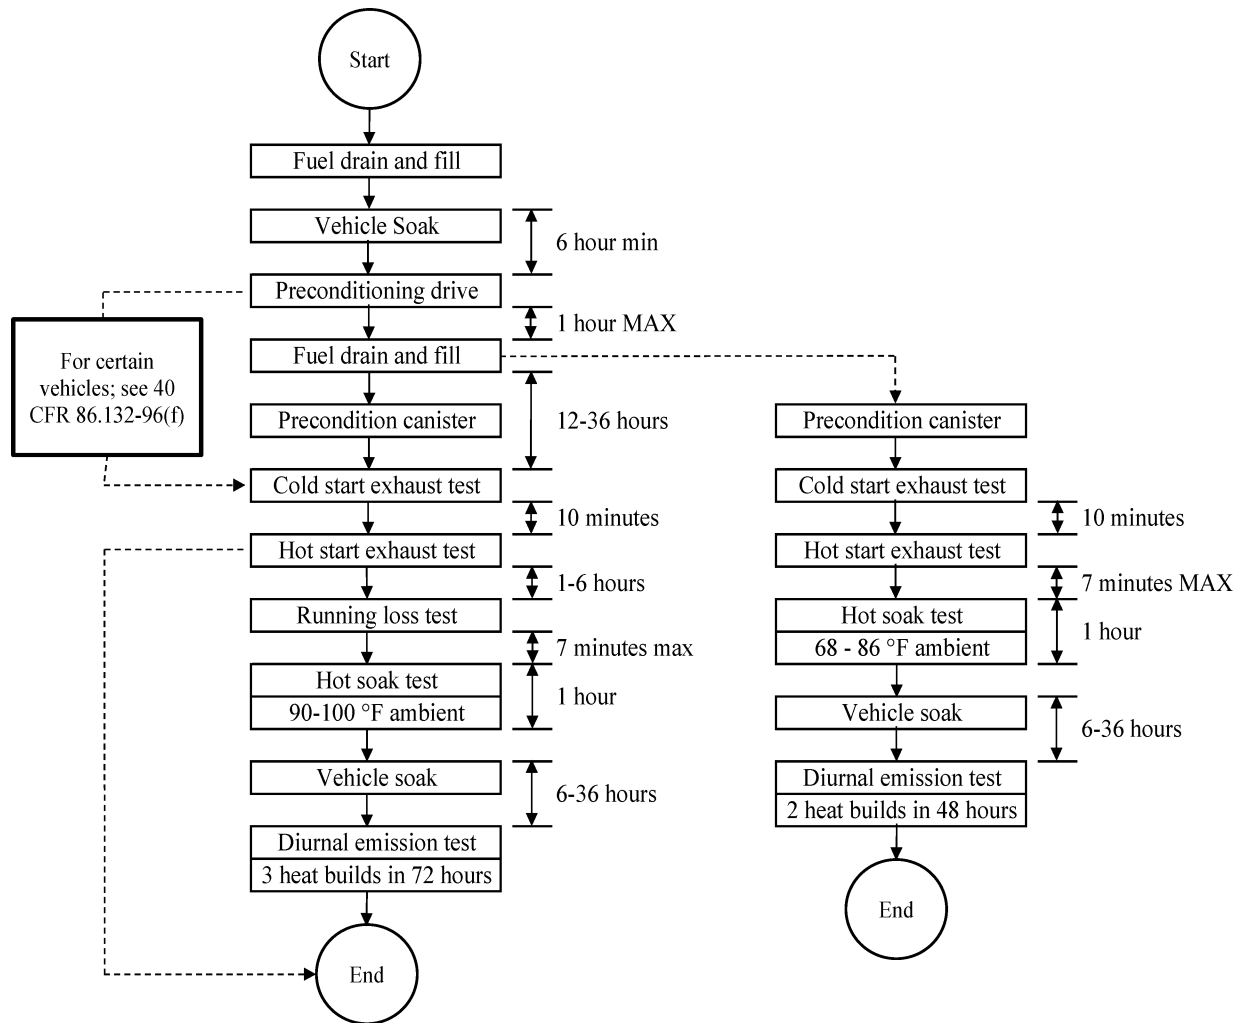 Start
Fuel drain and fill
Vehicle Soak
6 hour min
Preconditioning drive
1 hour MAX
For certain
vehicles; see 40
CFR 86.132-96(f)
Fuel drain and fill
Precondition canister
12-36 hours
Cold start exhaust test
10 minutes
Hot start exhaust test
1-6 hours
Running loss test
7 minutes max
Hot soak test
90-100 °F ambient
1 hour
Vehicle soak
6-36 hours
Diurnal emission test
3 heat builds in 72 hours
End
Precondition canister
Cold start exhaust test
10 minutes
Hot start exhaust test
7 minutes MAX
Hot soak test
68 - 86 °F ambient
1 hour
Vehicle soak
6-36 hours
Diurnal emission test
2 heat builds in 48 hours
End